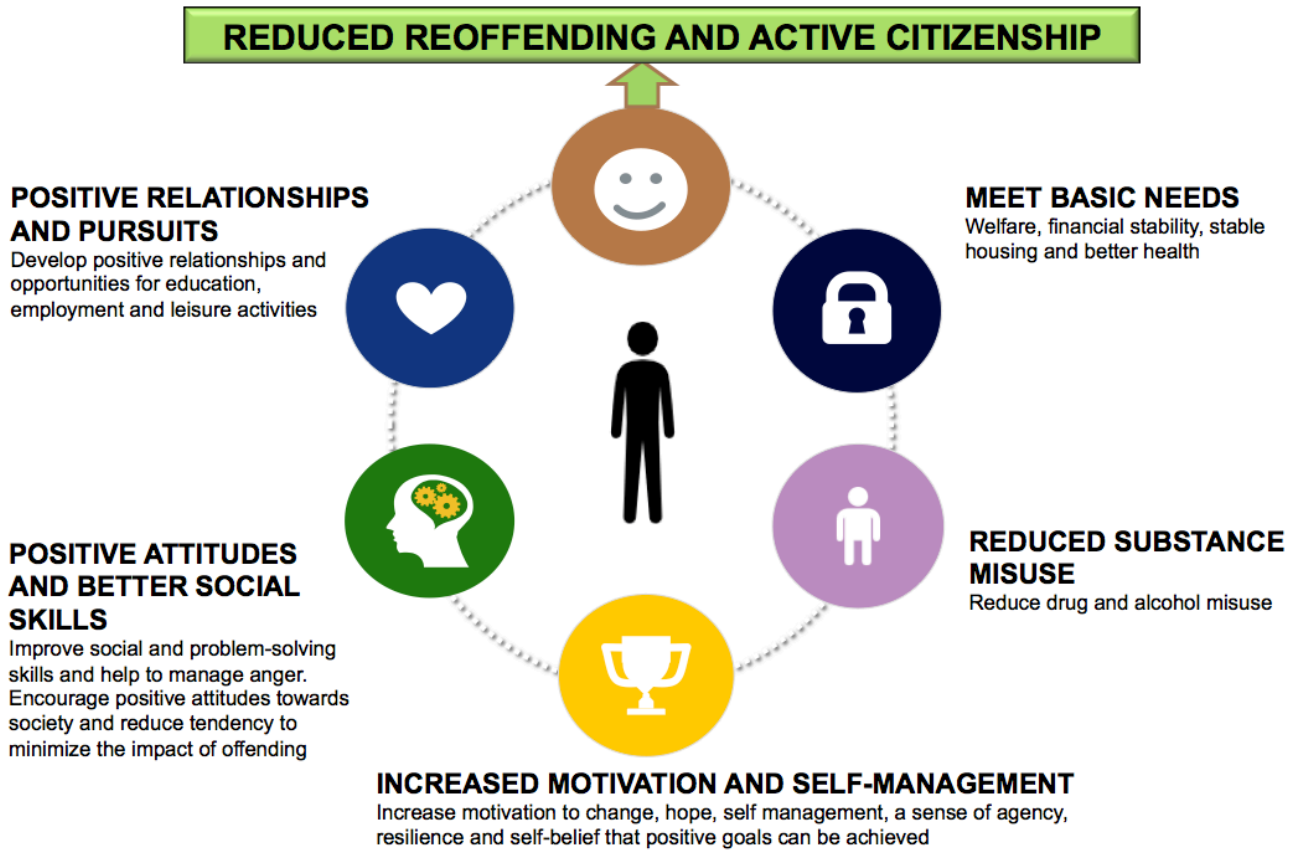 REDUCED REOFFENDING AND ACTIVE CITIZENSHIP
POSITIVE RELATIONSHIPS
AND PURSUITS
Develop positive relationships and
opportunities for education,
employment and leisure activities
MEET BASIC NEEDS
Welfare, financial stability, stable
housing and better health
POSITIVE ATTITUDES
AND BETTER SOCIAL
SKILLS
Improve social and problem-solving
skills and help to manage anger.
Encourage positive attitudes towards
society and reduce tendency to
minimize the impact of offending
REDUCED SUBSTANCE
MISUSE
Reduce drug and alcohol misuse
INCREASED MOTIVATION AND SELF-MANAGEMENT
Increase motivation to change, hope, self management, a sense of agency,
resilience and self-belief that positive goals can be achieved